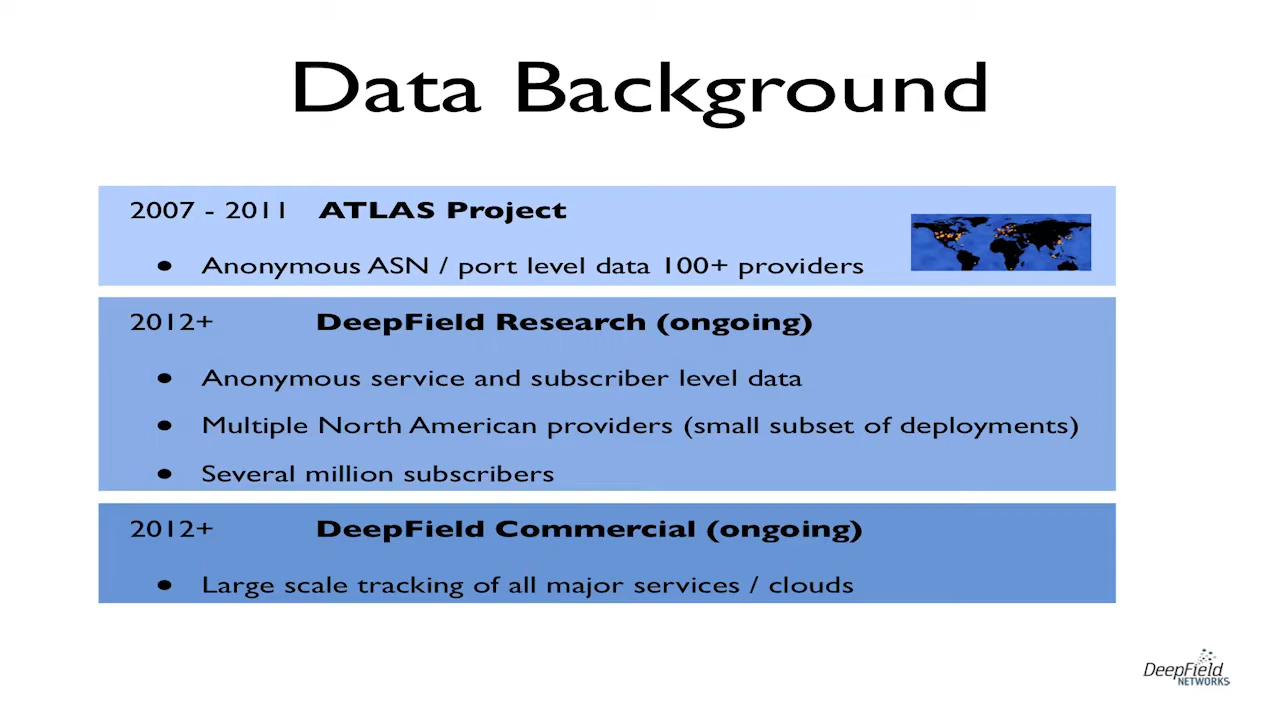 Data Background
2007 - 2011 ATLAS Project
• Anonymous ASN / port level data 100+ providers
2012+ DeepField Research (ongoing)
• Anonymous service and subscriber level data
• Multiple North American providers (small subset of deployments)
• Several million subscribers
2012+ DeepField Commercial (ongoing)
• Large scale tracking of all major services / clouds
DeepField
NETWORKS